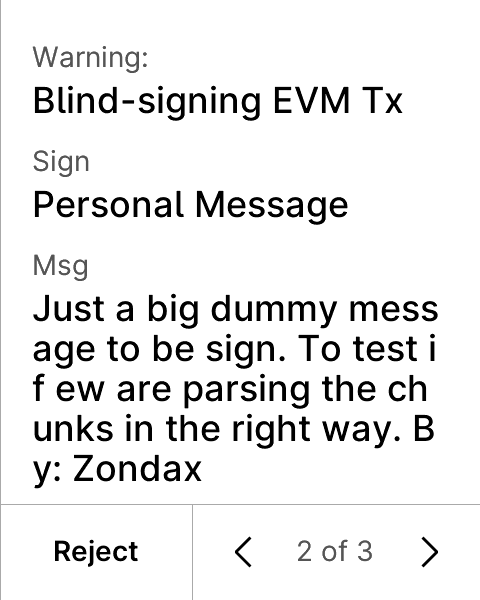 Warning:
Blind-signing EVM Tx
Sign
Personal Message
Msg
Just a big dummy mess
age to be sign. To test i
f ew are parsing the ch
unks in the right way. B
y: Zondax
Reject
2 of 3